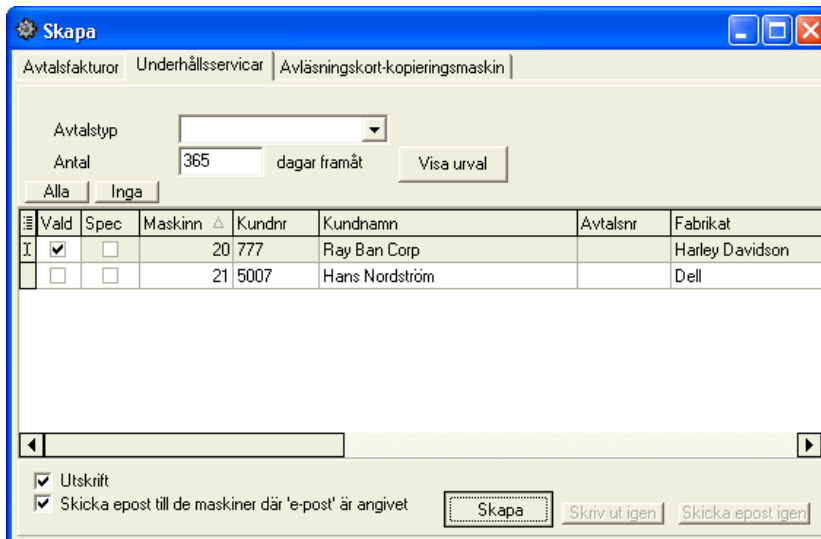 Skapa
Avtalsfakturor Underhållsservicar Avläsningskort-kopieringsmaskin
Avtalstyp
Antal 365 dagar framåt Visa urval
Alla Inga
Vald Spec Maskinn Kundnr Kundnamn Avtalsnr Fabrikat
20 777 Ray Ban Corp Harley Davidson
21 5007 Hans Nordström Dell
Utskrift
Skicka epost till de maskiner där 'e-post' är angivet Skapa Skriv ut igen Skicka epost igen